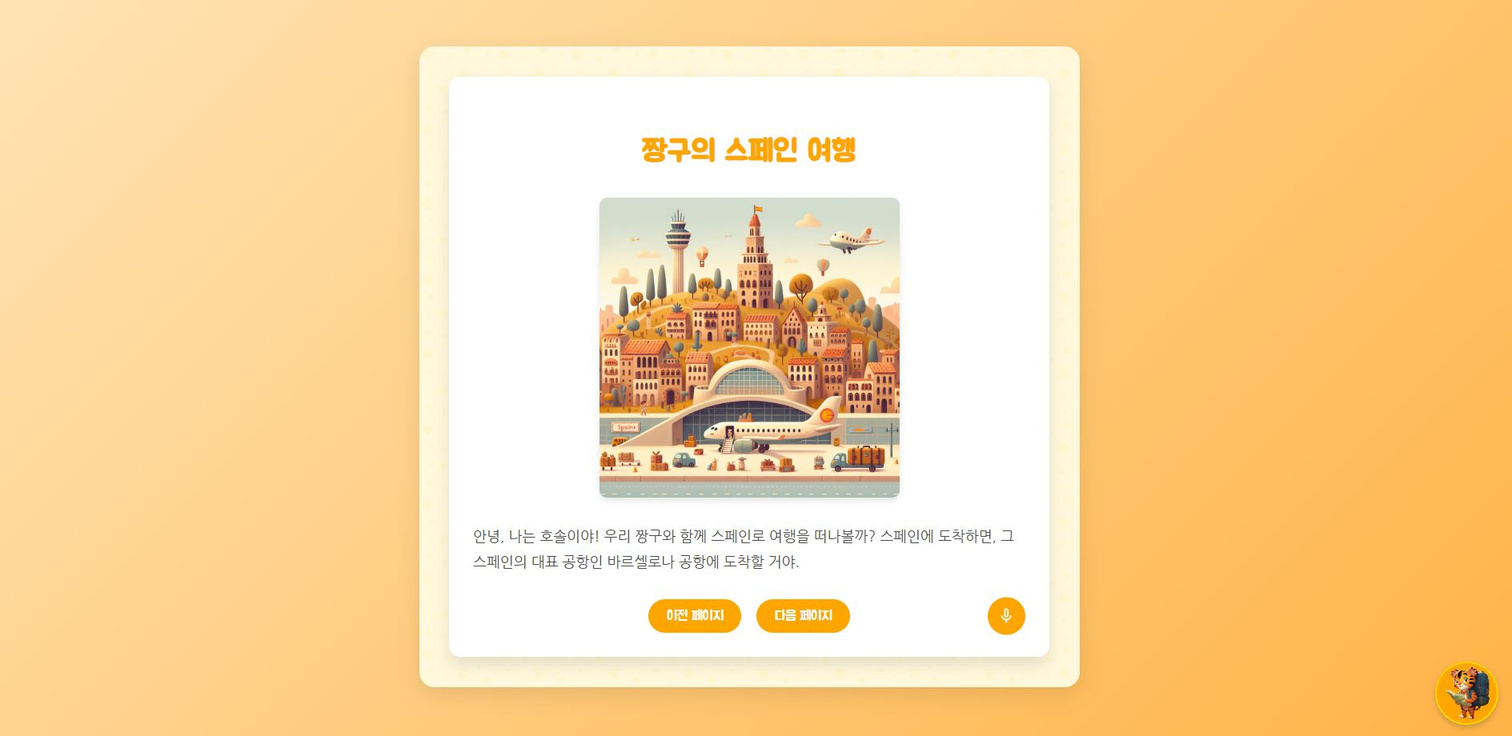 짱구의 스페인 여행
안녕, 나는 호솔이야! 우리 짱구와 함께 스페인로 여행을 떠나볼까? 스페인에 도착하면, 그
스페인의 대표 공항인 바르셀로나 공항에 도착할 거야.
이전 페이지
다음 페이지